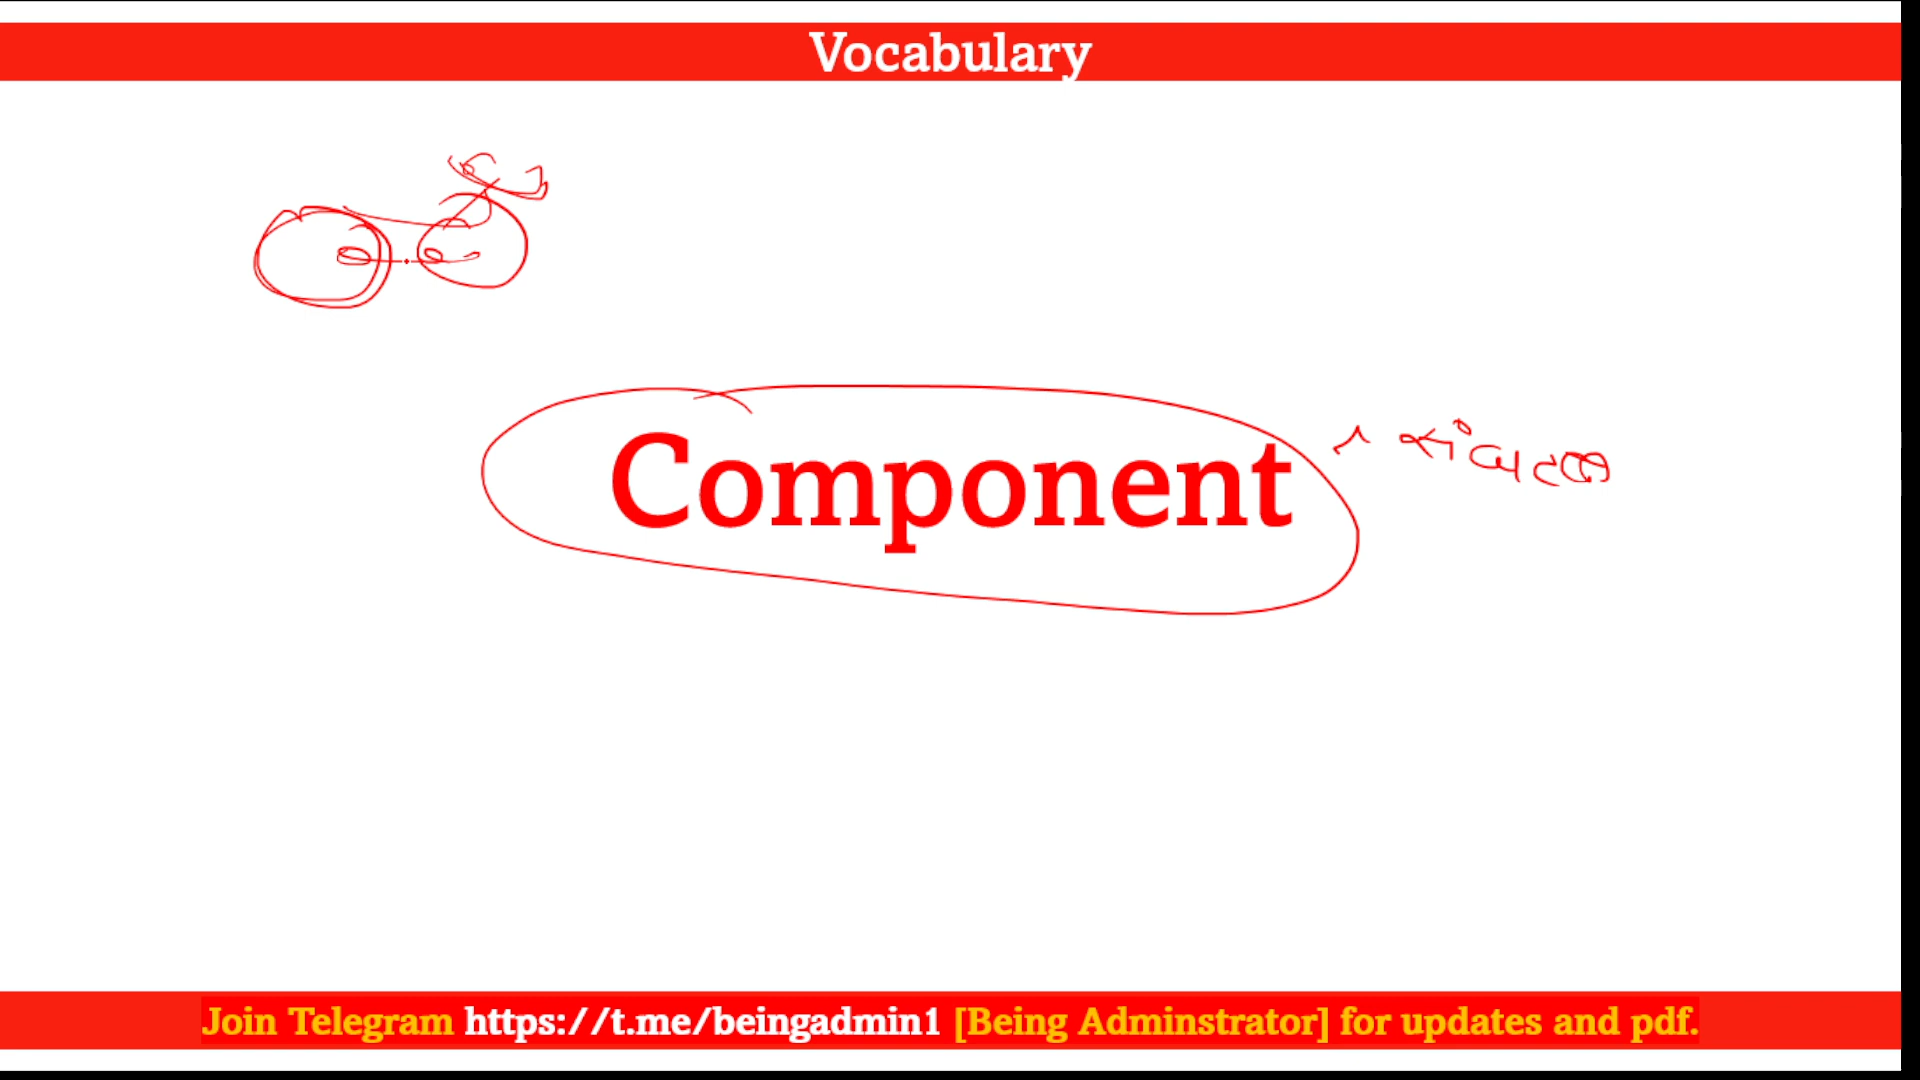 Vocabulary
Component
Join Telegram https://t.me/beingadmin1 [Being Adminstrator] for updates and pdf.